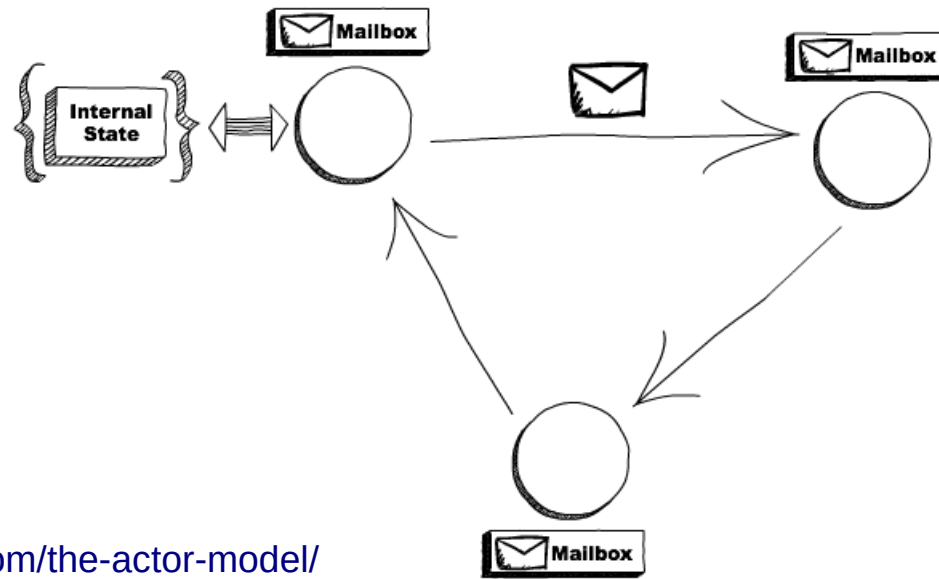 Mailbox
Mailbox
Internal
State
Mailbox
om/the-actor-model/